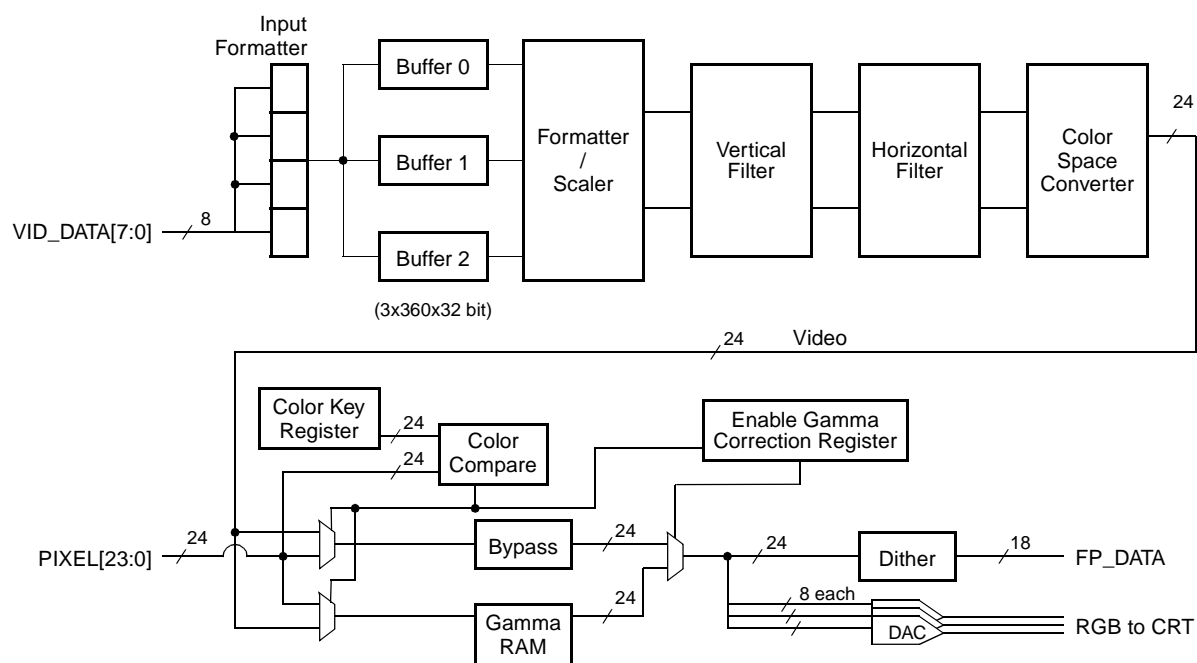 Input
Formatter
Buffer 0
Buffer 1
Buffer 2
(3x360x32 bit)
Formatter
/
Scaler
Vertical
Filter
Horizontal
Filter
Color
Space
Converter
24
VID_DATA[7:0]
8
24
Video
Color Key
Register
24
Color
Compare
24
Enable Gamma
Correction Register
PIXEL[23:0]
24
Bypass
24
24
Dither
18
FP_DATA
Gamma
RAM
24
8 each
DAC
RGB to CRT